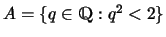 A = {q ∈ ℚ : q² < 2}